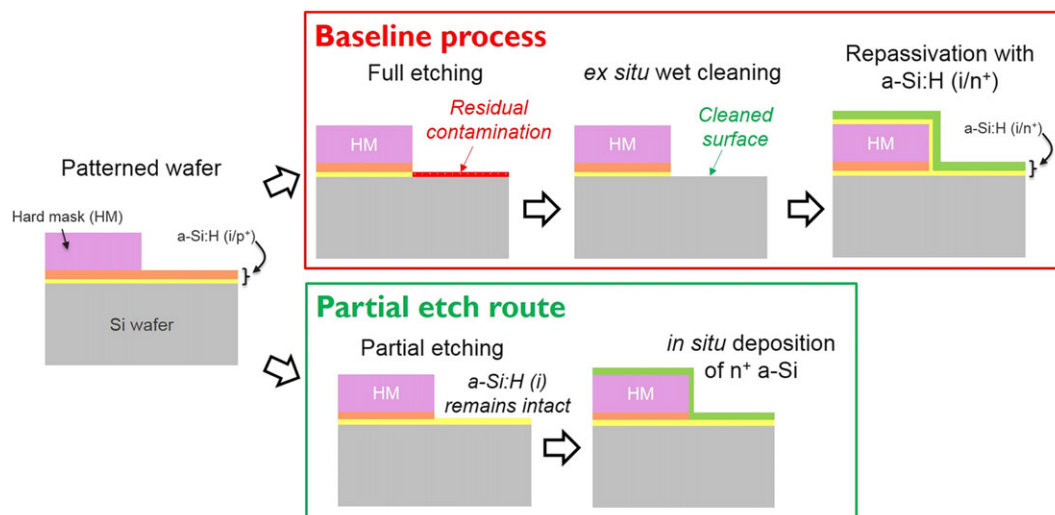 Patterned wafer
Hard mask (HM)
a-Si:H (i/p⁺)
Si wafer
Baseline process
Full etching
Residual
contamination
HM
ex situ wet cleaning
Cleaned
surface
HM
Repassivation with
a-Si:H (i/n⁺)
a-Si:H (i/n⁺)
HM
Partial etch route
Partial etching
HM
a-Si:H (i)
remains intact
in situ deposition
of n⁺ a-Si
HM